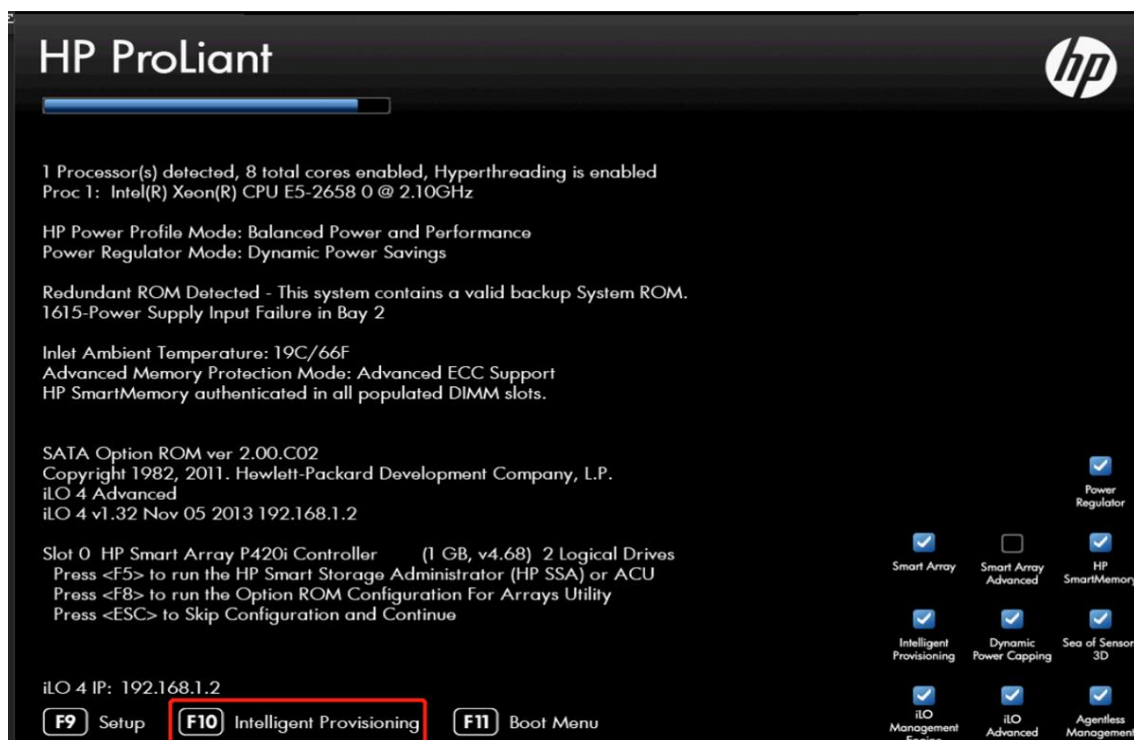 HP ProLiant
hp
1 Processor(s) detected, 8 total cores enabled, Hyperthreading is enabled
Proc 1: Intel(R) Xeon(R) CPU E5-2658 0 @ 2.10GHz
HP Power Profile Mode: Balanced Power and Performance
Power Regulator Mode: Dynamic Power Savings
Redundant ROM Detected - This system contains a valid backup System ROM.
1615-Power Supply Input Failure in Bay 2
Inlet Ambient Temperature: 19C/66F
Advanced Memory Protection Mode: Advanced ECC Support
HP SmartMemory authenticated in all populated DIMM slots.
SATA Option ROM ver 2.00.C02
Copyright 1982, 2011. Hewlett-Packard Development Company, L.P.
iLO 4 Advanced
iLO 4 v1.32 Nov 05 2013 192.168.1.2
Slot 0 HP Smart Array P420i Controller (1 GB, v4.68) 2 Logical Drives
Press <F5> to run the HP Smart Storage Administrator (HP SSA) or ACU
Press <F8> to run the Option ROM Configuration For Arrays Utility
Press <ESC> to Skip Configuration and Continue
Power
Regulator
Smart Array
Smart Array
Advanced
HP
SmartMemory
Intelligent
Provisioning
Dynamic
Power Capping
Sea of Sensor
3D
iLO
Management
Engine
iLO
Advanced
Agentless
Management
iLO 4 IP: 192.168.1.2
F9 Setup F10 Intelligent Provisioning F11 Boot Menu